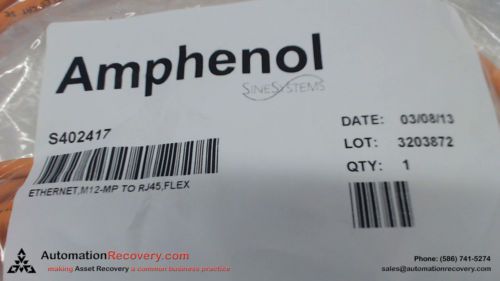 Amphenol
SINESYSTEMS
S402417
ETHERNET,M12-MP TO RJ45,FLEX
DATE: 03/08/13
LOT: 3203872
QTY: 1
AutomationRecovery.com
making Asset Recovery a common business practice
Phone: (586) 741-5274
sales@automationrecovery.com